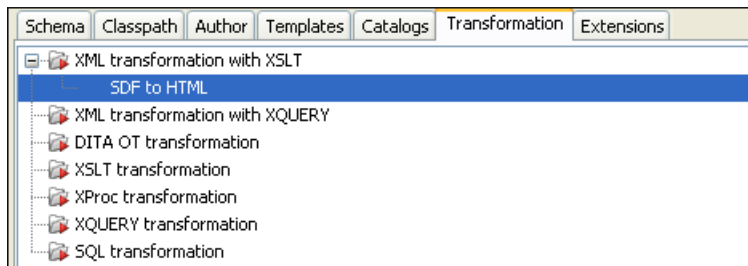 Schema Classpath Author Templates Catalogs Transformation Extensions
XML transformation with XSLT
SDF to HTML
XML transformation with XQUERY
DITA OT transformation
XSLT transformation
XProc transformation
XQUERY transformation
SQL transformation